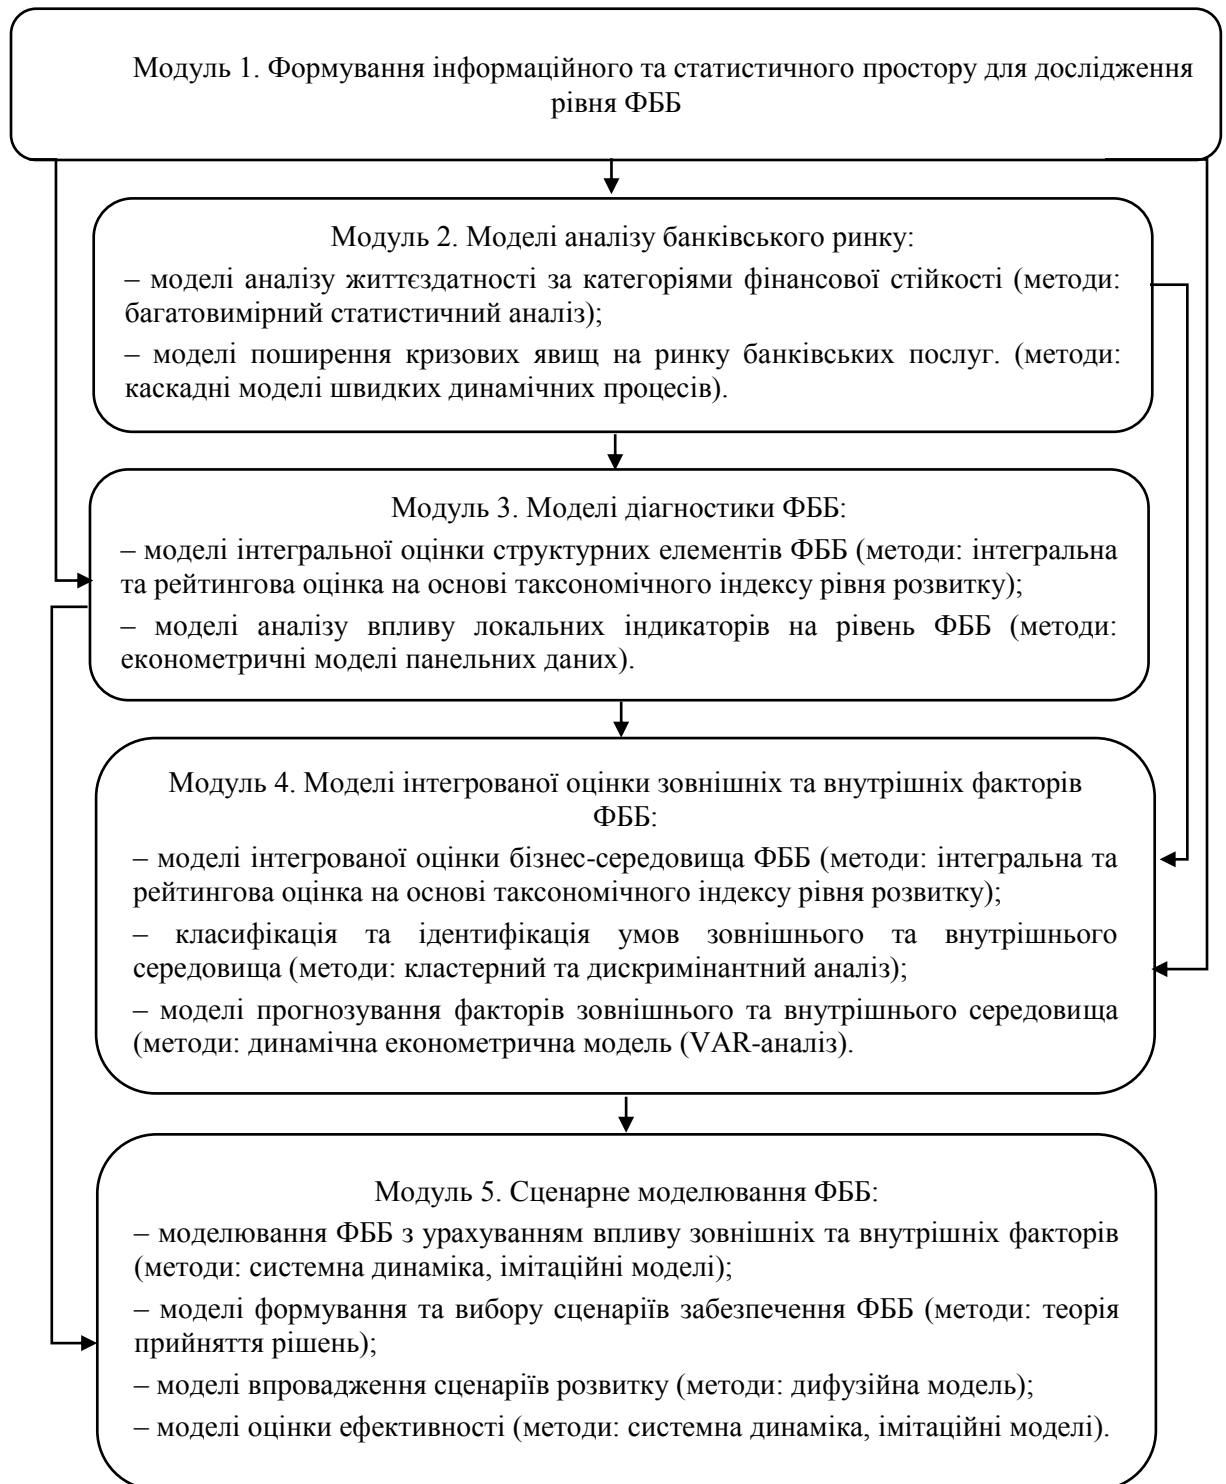 Модуль 1. Формування інформаційного та статистичного простору для дослідження
рівня ФББ
Модуль 2. Моделі аналізу банківського ринку:
– моделі аналізу життєздатності за категоріями фінансової стійкості (методи:
багатовимірний статистичний аналіз);
– моделі поширення кризових явищ на ринку банківських послуг. (методи:
каскадні моделі швидких динамічних процесів).
Модуль 3. Моделі діагностики ФББ:
– моделі інтегральної оцінки структурних елементів ФББ (методи: інтегральна
та рейтингова оцінка на основі таксономічного індексу рівня розвитку);
– моделі аналізу впливу локальних індикаторів на рівень ФББ (методи:
економетричні моделі панельних даних).
Модуль 4. Моделі інтегрованої оцінки зовнішніх та внутрішніх факторів
ФББ:
– моделі інтегрованої оцінки бізнес-середовища ФББ (методи: інтегральна та
рейтингова оцінка на основі таксономічного індексу рівня розвитку);
– класифікація та ідентифікація умов зовнішнього та внутрішнього
середовища (методи: кластерний та дискримінантний аналіз);
– моделі прогнозування факторів зовнішнього та внутрішнього середовища
(методи: динамічна економетрична модель (VAR-аналіз).
Модуль 5. Сценарне моделювання ФББ:
– моделювання ФББ з урахуванням впливу зовнішніх та внутрішніх факторів
(методи: системна динаміка, імітаційні моделі);
– моделі формування та вибору сценаріїв забезпечення ФББ (методи: теорія
прийняття рішень);
– моделі впровадження сценаріїв розвитку (методи: дифузійна модель);
– моделі оцінки ефективності (методи: системна динаміка, імітаційні моделі).